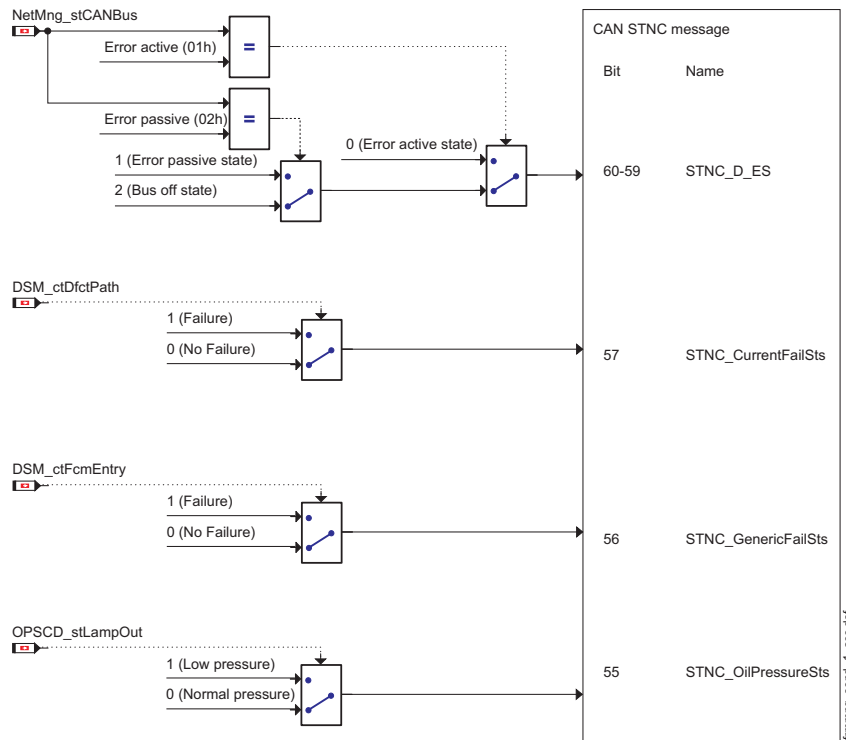 NetMng_stCANBus
CAN STNC message
Bit Name
Error active (01h)
=
Error passive (02h)
=
0 (Error active state)
1 (Error passive state)
2 (Bus off state)
60-59 STNC_D_ES
DSM_ctDfctPath
1 (Failure)
0 (No Failure)
57 STNC_CurrentFailSts
DSM_ctFcmEntry
1 (Failure)
0 (No Failure)
56 STNC_GenericFailSts
OPSCD_stLampOut
1 (Low pressure)
0 (Normal pressure)
55 STNC_OilPressureSts